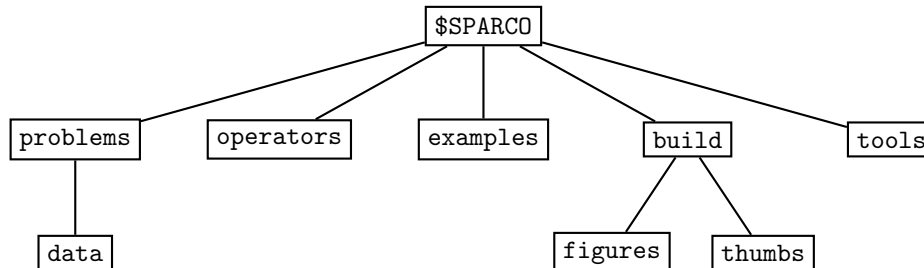 $SPARCO
problems operators examples build tools
data figures thumbs